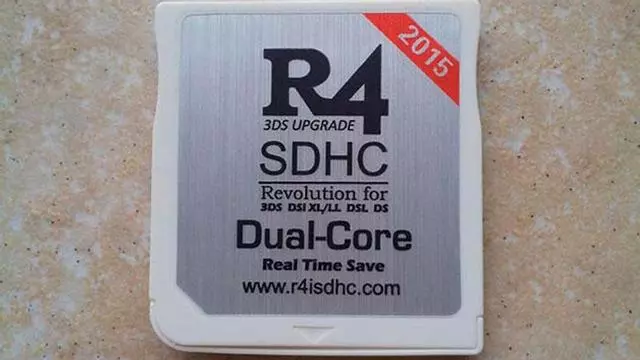 2015
R4
3DS UPGRADE
SDHC
Revolution for
3DS DSI XL/LL DSL DS
Dual-Core
Real Time Save
www.r4isdhc.com